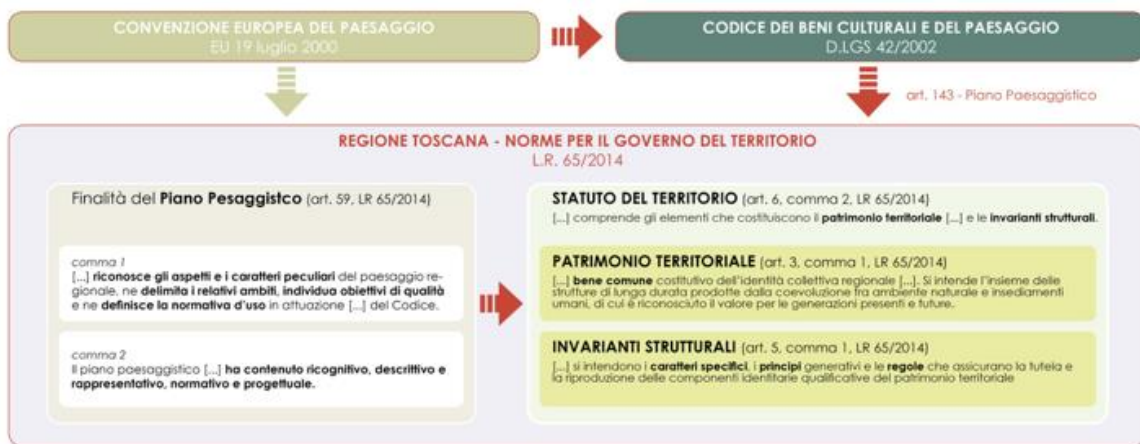 CONVENZIONE EUROPEA DEL PAESAGGIO
EU 19 luglio 2000
CODICE DEI BENI CULTURALI E DEL PAESAGGIO
D.LGS 42/2002
art. 143 - Piano Paesaggistico
REGIONE TOSCANA - NORME PER IL GOVERNO DEL TERRITORIO
L.R. 65/2014
Finalità del Piano Pesaggistco (art. 59, LR 65/2014)
comma 1
[...] riconosce gli aspetti e i caratteri peculiari del paesaggio re-
gionale, ne delimita i relativi ambiti, individua obiettivi di qualità
e ne definisce la normativa d'uso in attuazione [...] del Codice.
comma 2
Il piano paesaggistico [...] ha contenuto ricognitivo, descrittivo e
rappresentativo, normativo e progettuale.
STATUTO DEL TERRITORIO (art. 6, comma 2, LR 65/2014)
[...] comprende gli elementi che costituiscono il patrimonio territoriale [...] e le invarianti strutturali.
PATRIMONIO TERRITORIALE (art. 3, comma 1, LR 65/2014)
[...] bene comune costitutivo dell'identità collettiva regionale [...]. Si intende l'insieme delle
strutture di lunga durata prodotte dalla coevoluzione fra ambiente naturale e insediamenti
umani, di cui è riconosciuto il valore per le generazioni presenti e future.
INVARIANTI STRUTTURALI (art. 5, comma 1, LR 65/2014)
[...] si intendono i caratteri specifici, i principi generativi e le regole che assicurano la tutela e
la riproduzione delle componenti identitarie qualificative del patrimonio territoriale